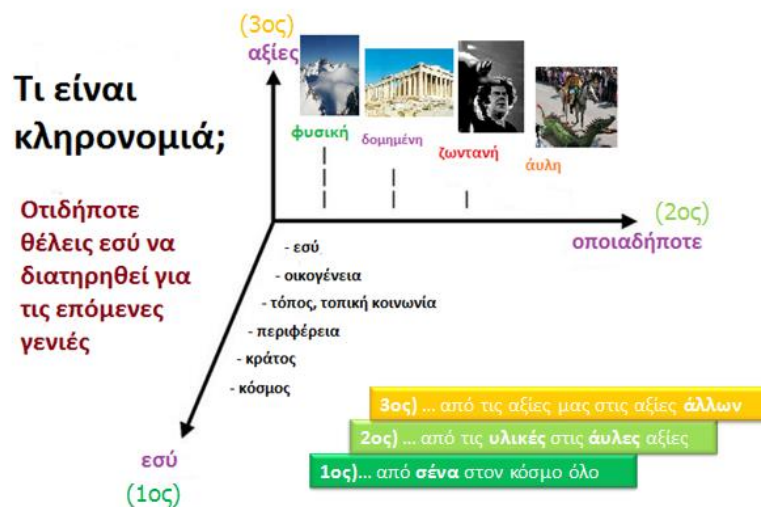 (3ος)
αξίες
Τι είναι
κληρονομιά;
φυσική
δομημένη
ζωντανή
άυλη
Οτιδήποτε
θέλεις εσύ να
διατηρηθεί για
τις επόμενες
γενιές
(2ος)
οποιαδήποτε
- εσύ
- οικογένεια
- τόπος, τοπική κοινωνία
- περιφέρεια
- κράτος
- κόσμος
εσύ
(1ος)
3ος) ... από τις αξίες μας στις αξίες άλλων
2ος) ... από τις υλικές στις άυλες αξίες
1ος)... από σένα στον κόσμο όλο